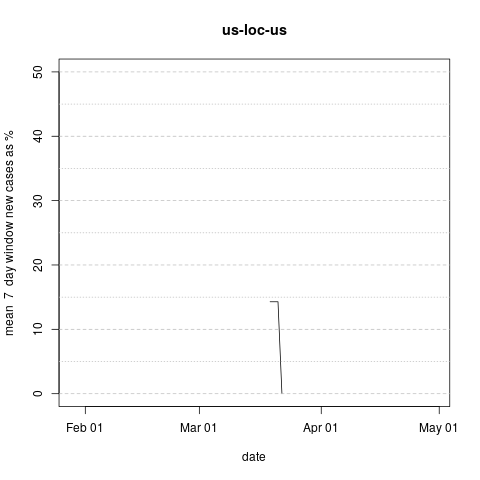 us-loc-us
mean 7 day window new cases as %
50
40
30
20
10
0
Feb 01
Mar 01
Apr 01
May 01
date